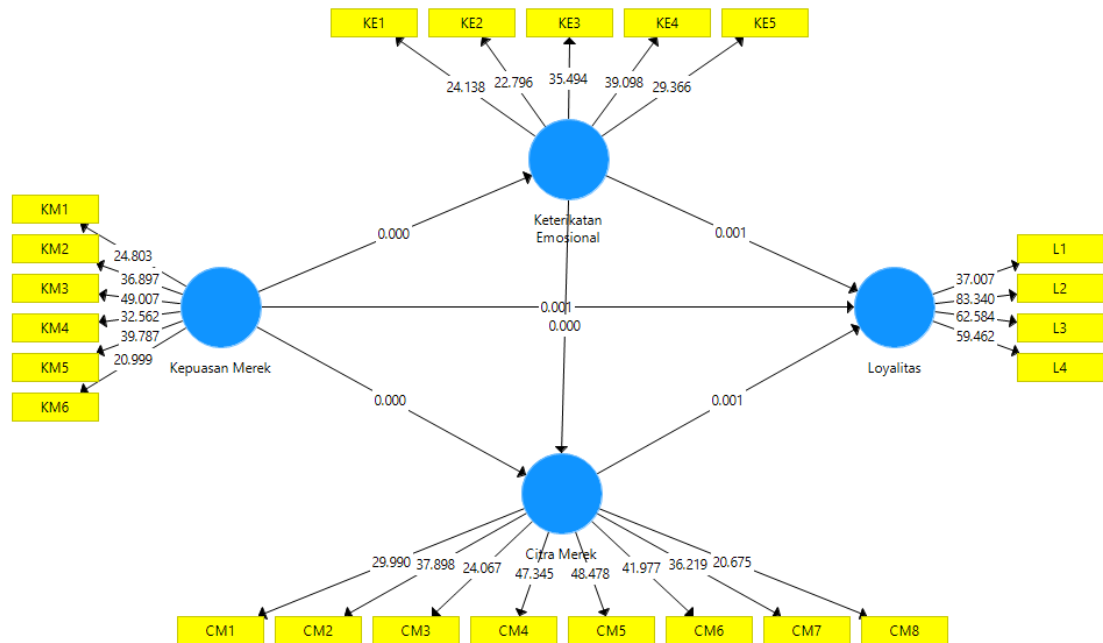 KE1
KE2
KE3
KE4
KE5
24.138
22.796
35.494
39.098
29.366
Keterikatan
Emosional
KM1
KM2
KM3
KM4
KM5
KM6
24.803
36.897
49.007
32.562
39.787
20.999
Kepuasan Merek
0.000
0.001
0.001
0.000
0.000
0.001
L1
L2
L3
L4
37.007
83.340
62.584
59.462
Loyalitas
Citra Merek
29.990
37.898
24.067
47.345
48.478
41.977
36.219
20.675
CM1
CM2
CM3
CM4
CM5
CM6
CM7
CM8